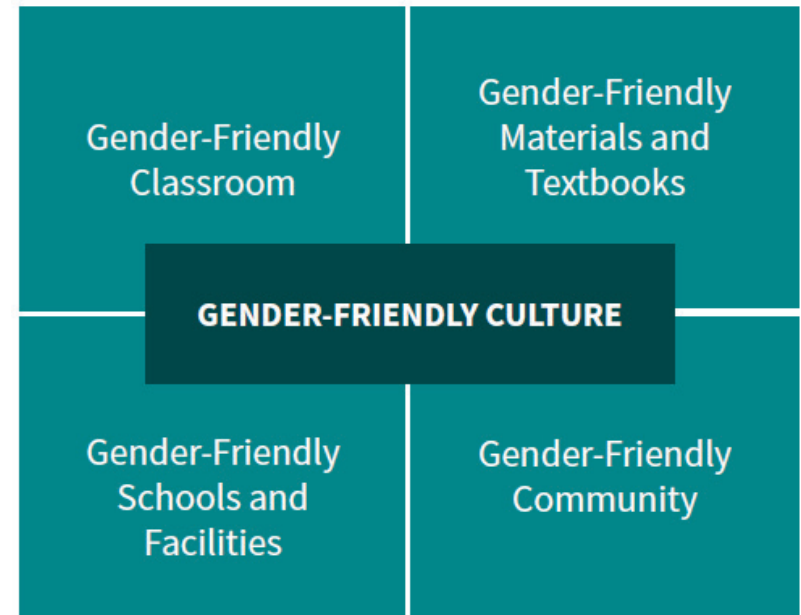 Gender-Friendly
Classroom
Gender-Friendly
Materials and
Textbooks
GENDER-FRIENDLY CULTURE
Gender-Friendly
Schools and
Facilities
Gender-Friendly
Community